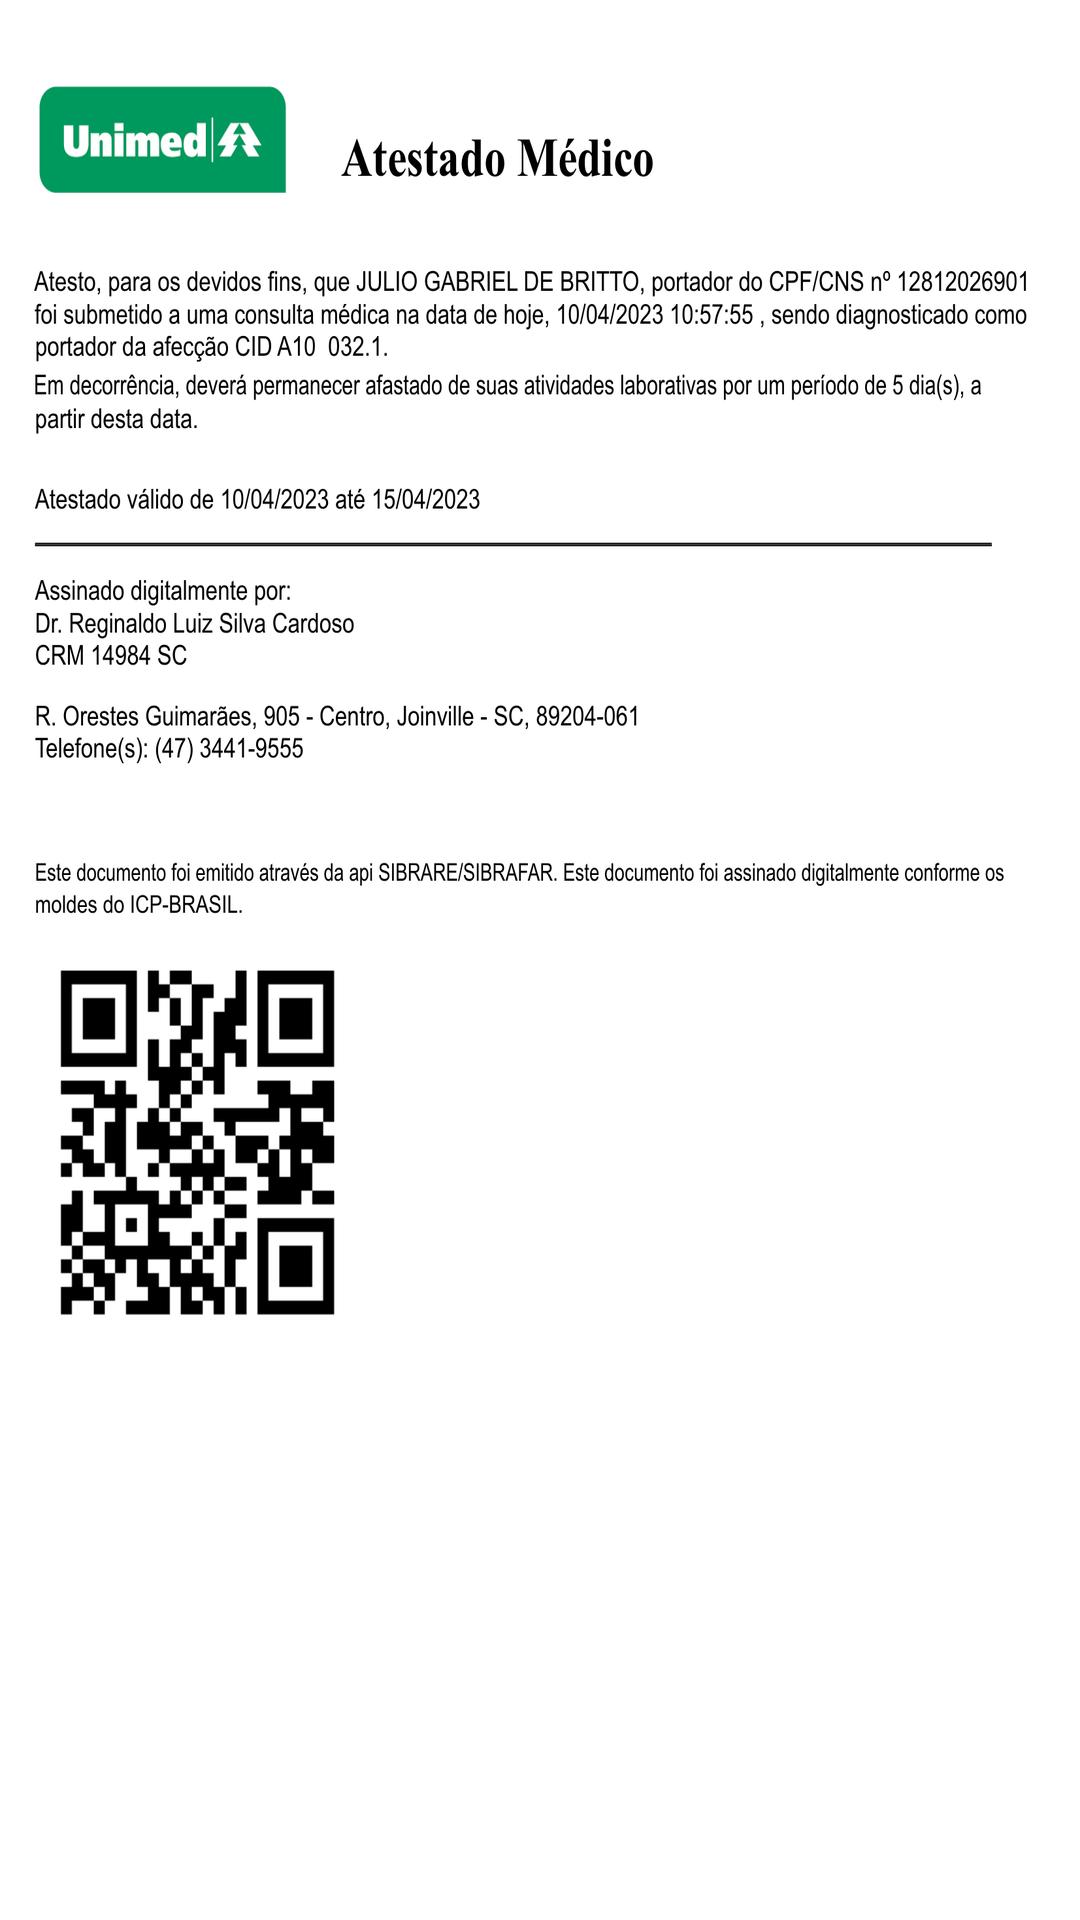 Unimed
Atestado Médico
Atesto, para os devidos fins, que JULIO GABRIEL DE BRITTO, portador do CPF/CNS nº 12812026901
foi submetido a uma consulta médica na data de hoje, 10/04/2023 10:57:55 , sendo diagnosticado como
portador da afecção CID A10  032.1.
Em decorrência, deverá permanecer afastado de suas atividades laborativas por um período de 5 dia(s), a
partir desta data.
Atestado válido de 10/04/2023 até 15/04/2023
Assinado digitalmente por:
Dr. Reginaldo Luiz Silva Cardoso
CRM 14984 SC
R. Orestes Guimarães, 905 - Centro, Joinville - SC, 89204-061
Telefone(s): (47) 3441-9555
Este documento foi emitido através da api SIBRARE/SIBRAFAR. Este documento foi assinado digitalmente conforme os
moldes do ICP-BRASIL.